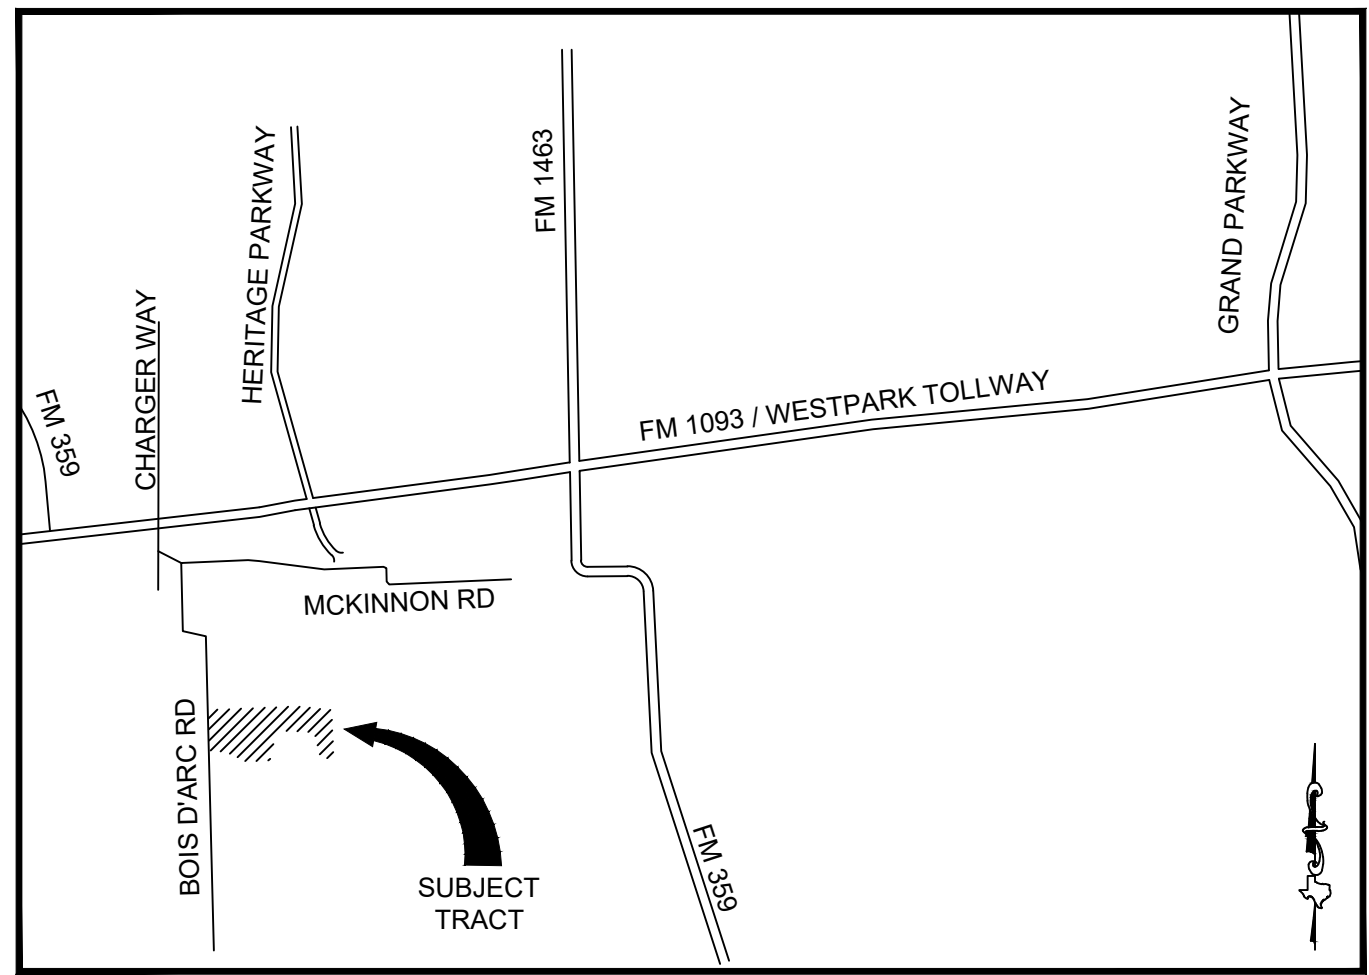 GRAND PARKWAY
FM 1463
HERITAGE PARKWAY
CHARGER WAY
FM 359
FM 1093 / WESTPARK TOLLWAY
MCKINNON RD
BOIS D'ARC RD
SUBJECT
TRACT
FM 359